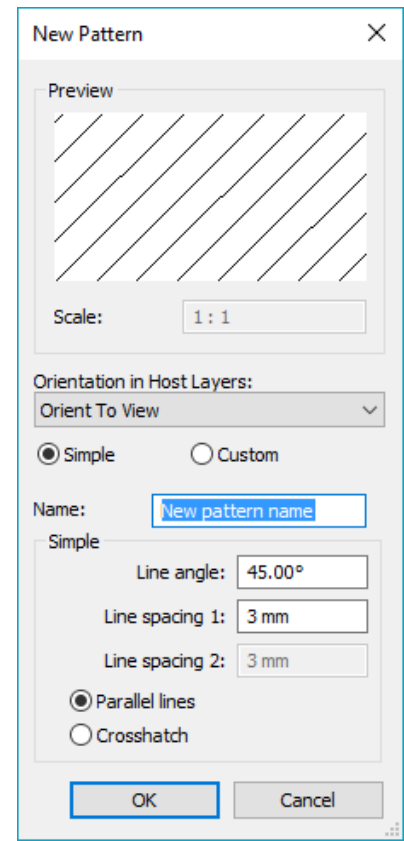 New Pattern
Preview
Scale: 1 : 1
Orientation in Host Layers:
Orient To View
Simple Custom
Name: New pattern name
Simple
Line angle: 45.00°
Line spacing 1: 3 mm
Line spacing 2: 3 mm
Parallel lines
Crosshatch
OK Cancel